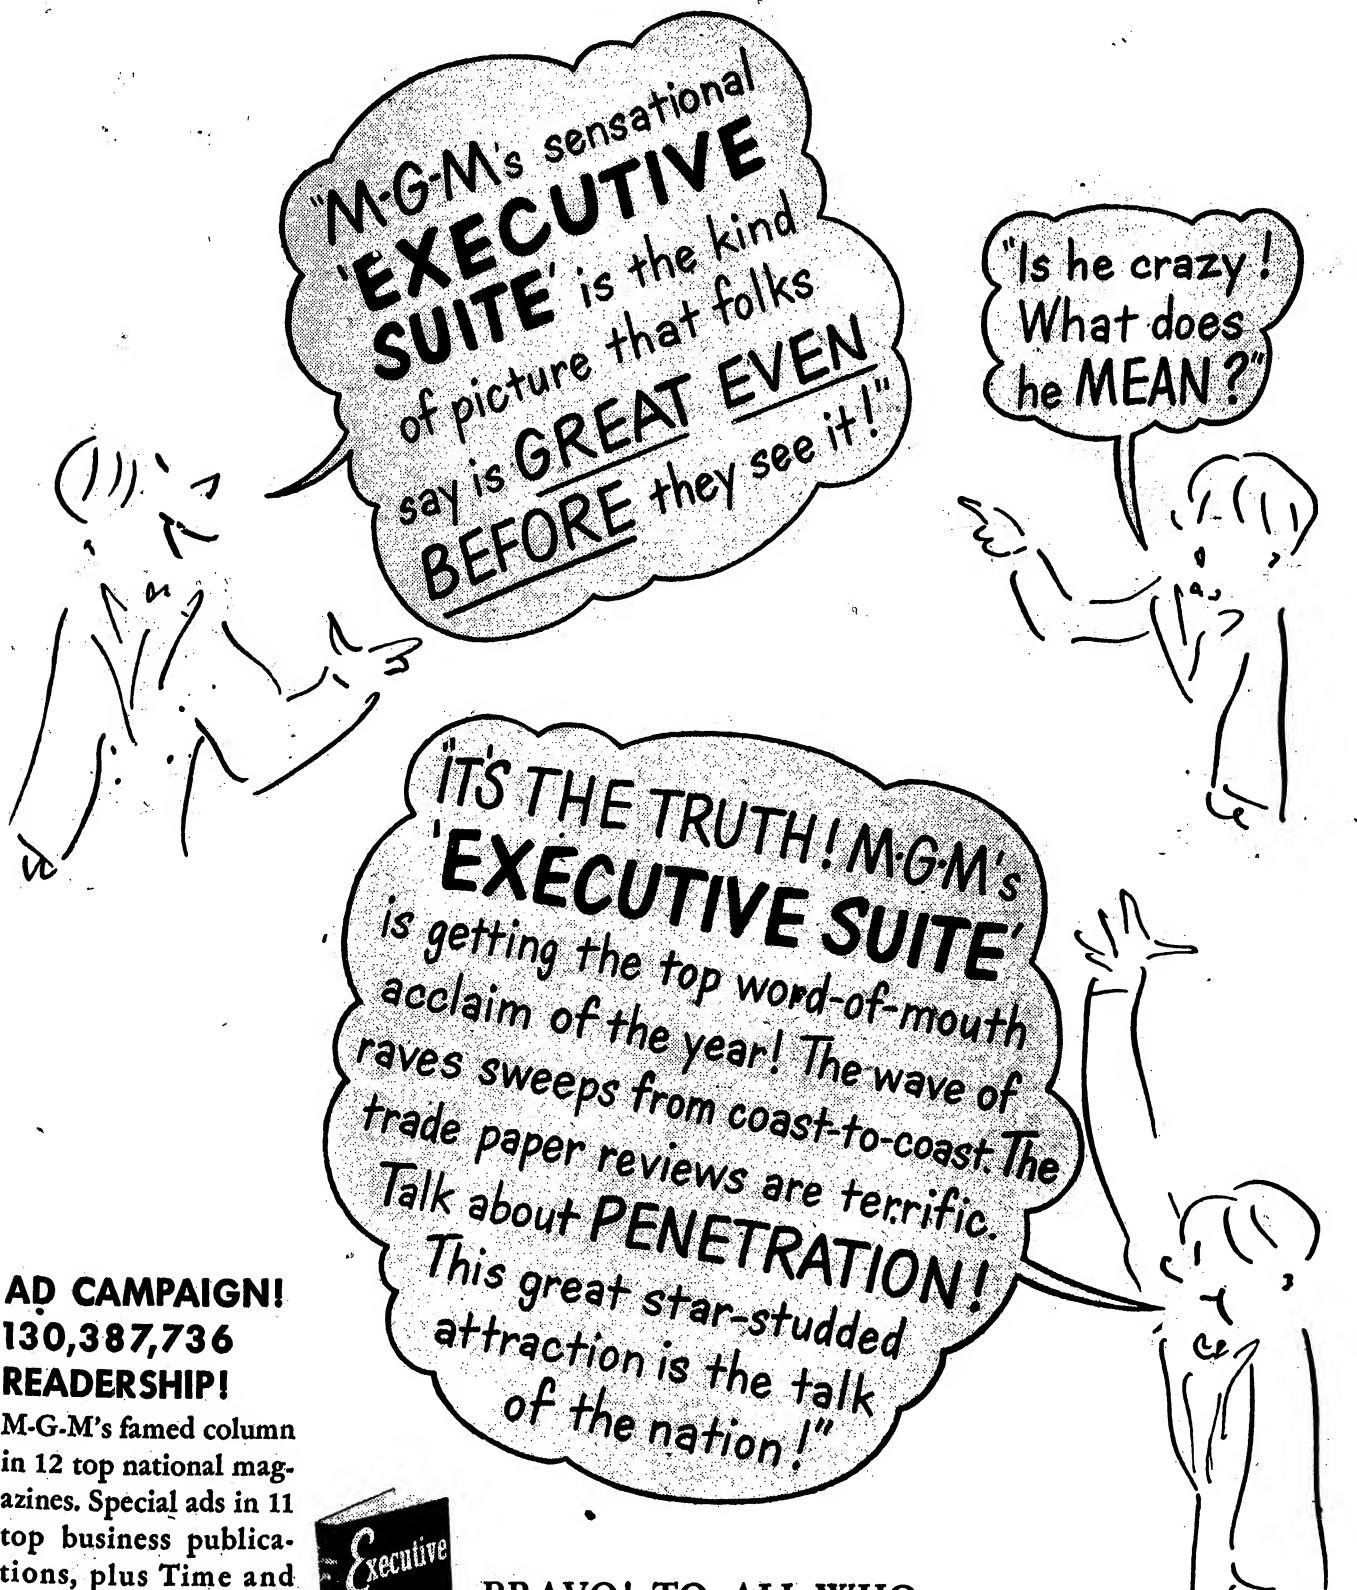 "M-G-M's sensational
'EXECUTIVE
SUITE' is the kind
of picture that folks
say is GREAT EVEN
BEFORE they see it!"
"Is he crazy!
What does
he MEAN?"
"IT'S THE TRUTH! M-G-M's
'EXECUTIVE SUITE'
is getting the top word-of-mouth
acclaim of the year! The wave of
raves sweeps from coast-to-coast. The
trade paper reviews are terrific.
Talk about PENETRATION!
This great star-studded
attraction is the talk
of the nation!"
AD CAMPAIGN!
130,387,736
READERSHIP!
M-G-M's famed column
in 12 top national mag-
azines. Special ads in 11
top business publica-
tions, plus Time and
Executive
BRAVO! TO ALL WHO